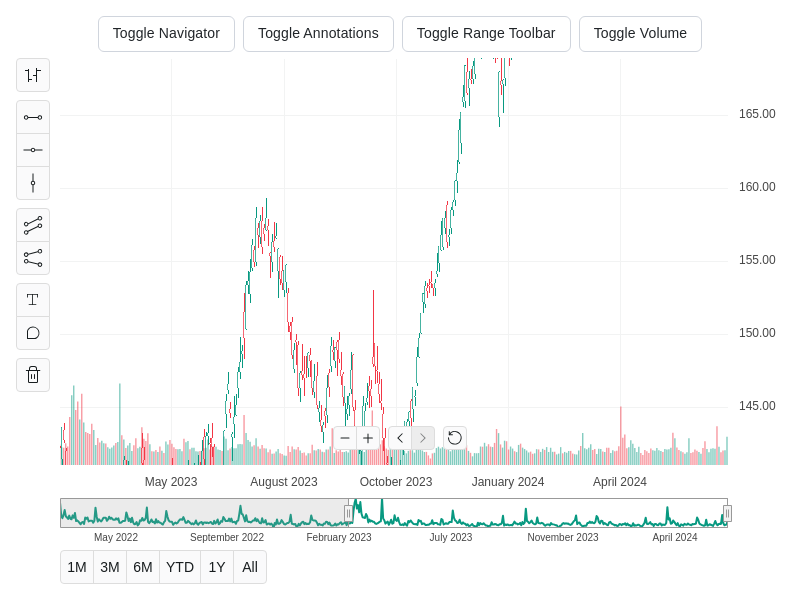 Toggle Navigator Toggle Annotations Toggle Range Toolbar Toggle Volume
165.00
160.00
155.00
150.00
145.00
T
May 2023 August 2023 October 2023 January 2024 April 2024
May 2022 September 2022 February 2023 July 2023 November 2023 April 2024
1M 3M 6M YTD 1Y All